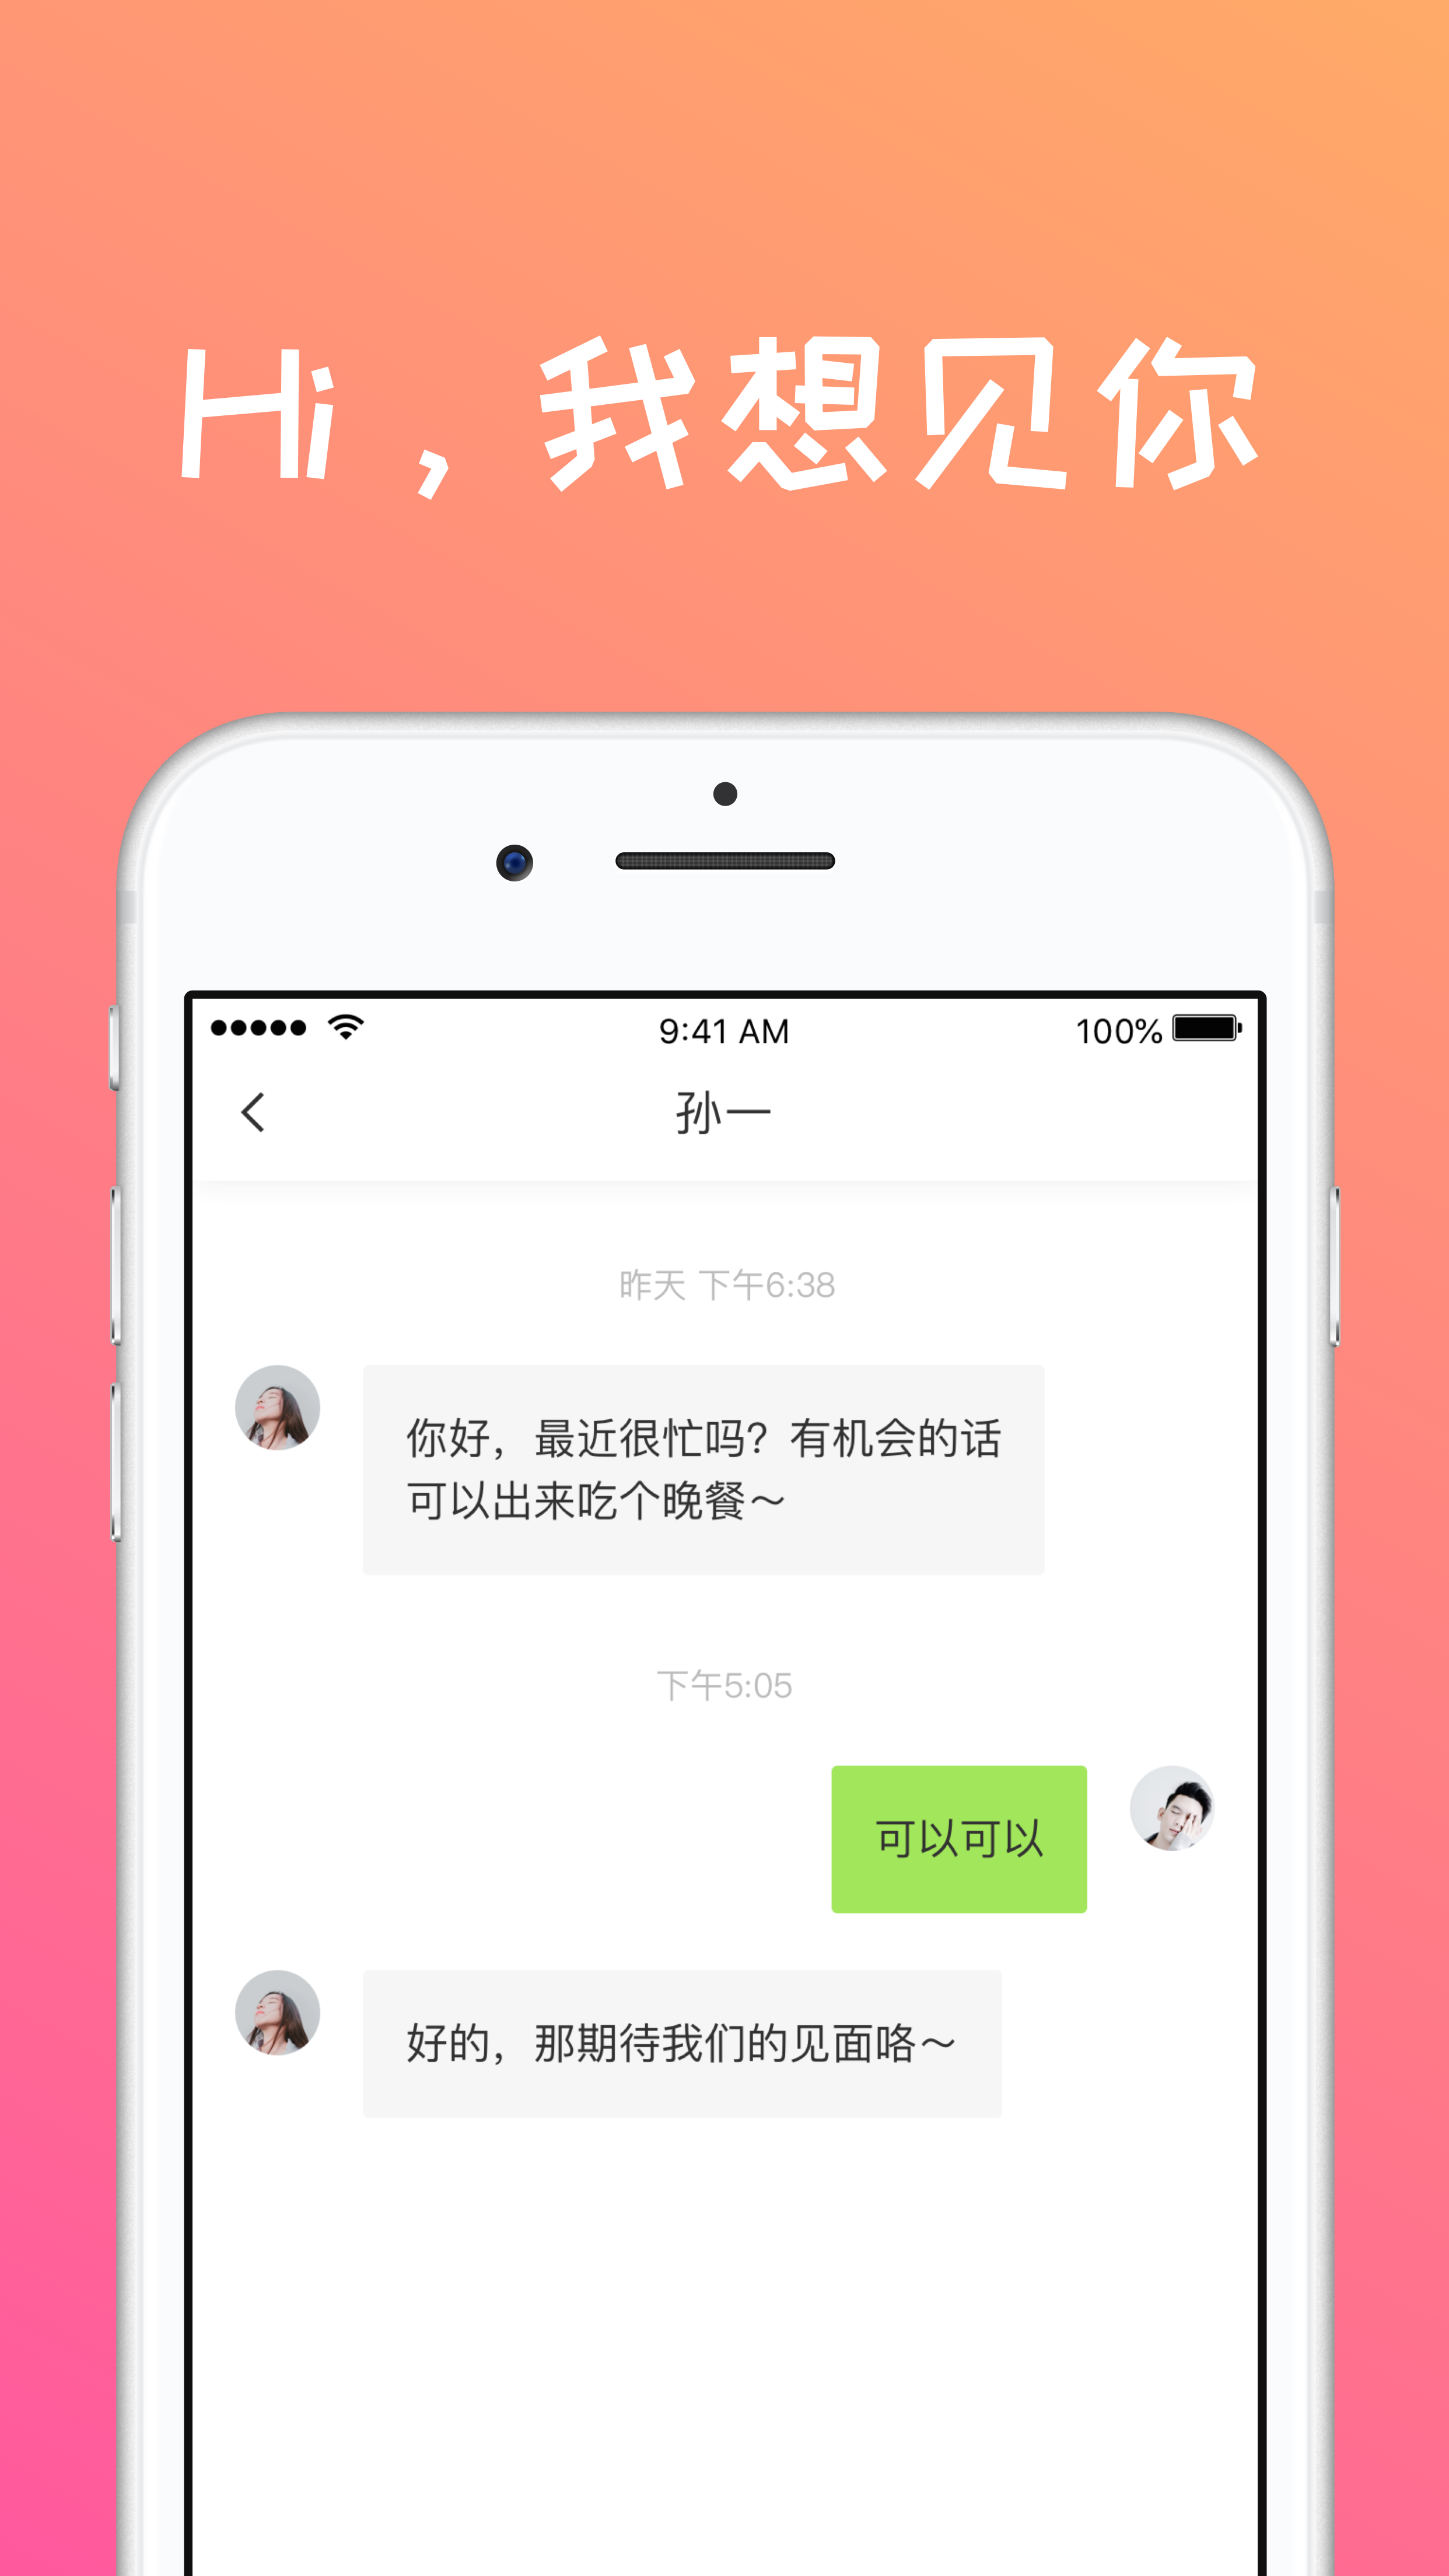 Hi，我想见你
9:41 AM
100%
孙一
昨天 下午6:38
你好，最近很忙吗？有机会的话
可以出来吃个晚餐～
下午5:05
可以可以
好的，那期待我们的见面咯～